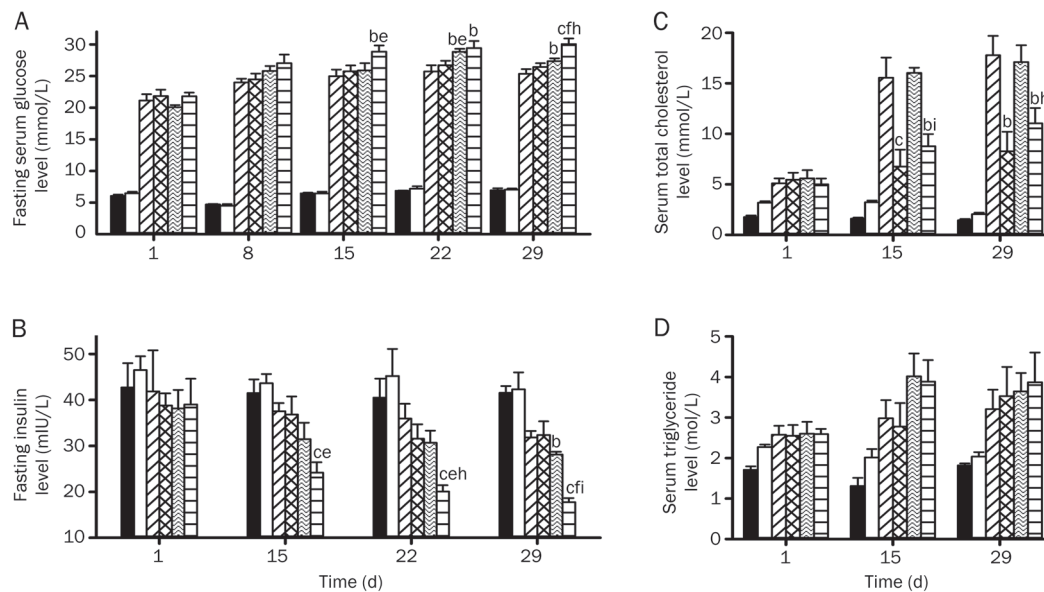 A
Fasting serum glucose
level (mmol/L)
35
30
25
20
15
10
5
0
be
be
b
b
cfh
1
8
15
22
29
B
Fasting insulin
level (mIU/L)
50
40
30
20
10
ce
ceh
b
cfi
1
15
22
29
Time (d)
C
Serum total cholesterol
level (mmol/L)
20
15
10
5
0
c
bi
b
bh
1
15
29
D
Serum triglyceride
level (mol/L)
5
4
3
2
1
0
1
15
29
Time (d)